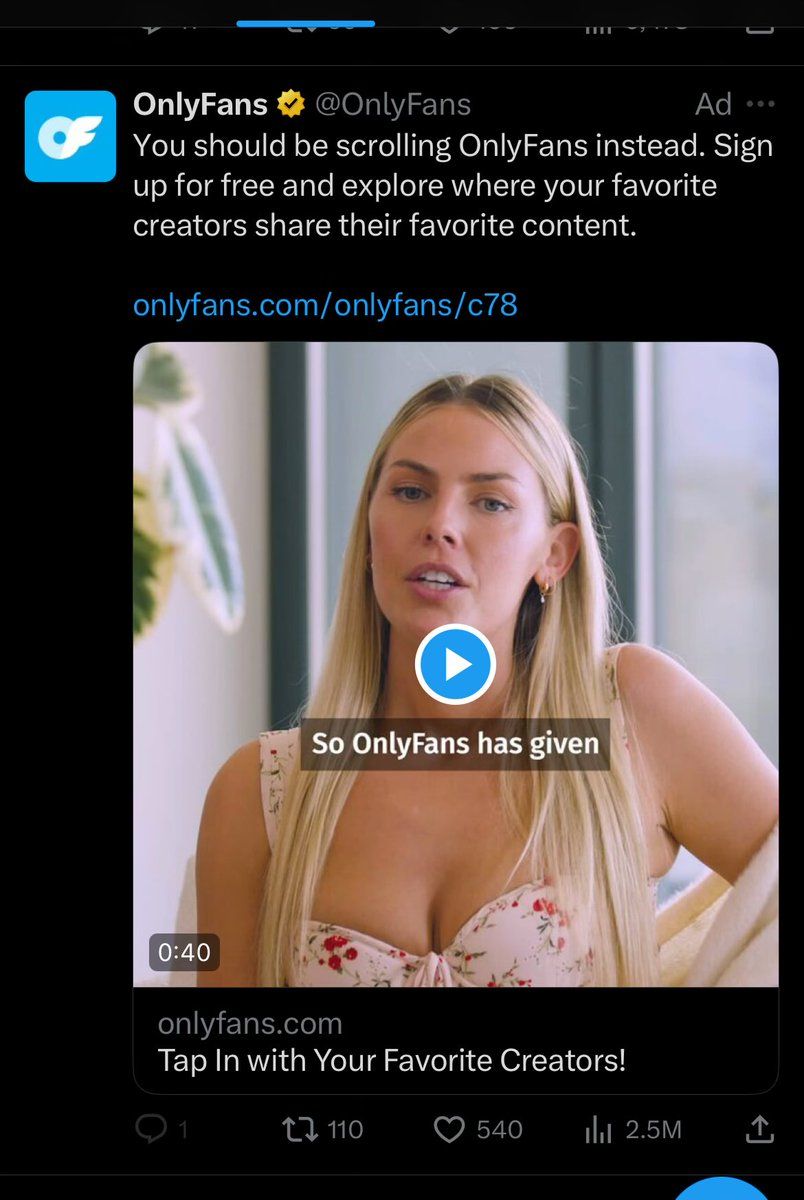 OnlyFans @OnlyFans Ad
You should be scrolling OnlyFans instead. Sign
up for free and explore where your favorite
creators share their favorite content.
onlyfans.com/onlyfans/c78
So OnlyFans has given
0:40
onlyfans.com
Tap In with Your Favorite Creators!
1 110 540 2.5M